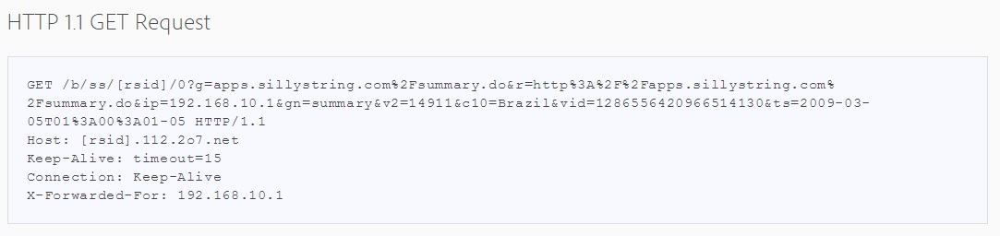 HTTP 1.1 GET Request
GET /b/ss/[rsid]/0?g=apps.sillystring.com%2Fsummary.do&r=http%3A%2F%2Fapps.sillystring.com%
2Fsummary.do&ip=192.168.10.1&gn=summary&v2=14911&c10=Brazil&vid=1286556420966514130&ts=2009-03-
05T01%3A00%3A01-05 HTTP/1.1
Host: [rsid].112.2o7.net
Keep-Alive: timeout=15
Connection: Keep-Alive
X-Forwarded-For: 192.168.10.1